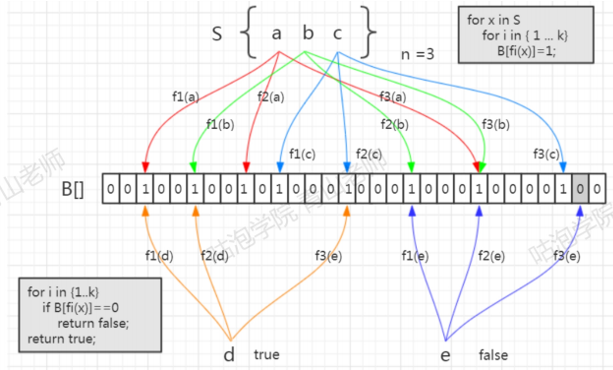 S { a b c }
n =3
for x in S
for i in { 1 ... k}
B[fi(x)]=1;
f1(a) f2(a) f3(a)
f1(b) f2(b) f3(b)
f1(c) f2(c) f3(c)
B[] 0 0 1 0 0 1 0 0 1 0 1 0 0 0 1 0 0 0 1 0 0 0 1 0 0 0 0 1 0 0
f1(d) f2(d) f3(e) f1(e) f2(e) f3(e)
for i in {1..k}
if B[fi(x)]==0
return false;
return true;
d true e false
山老师
咕泡学院
咕泡学院